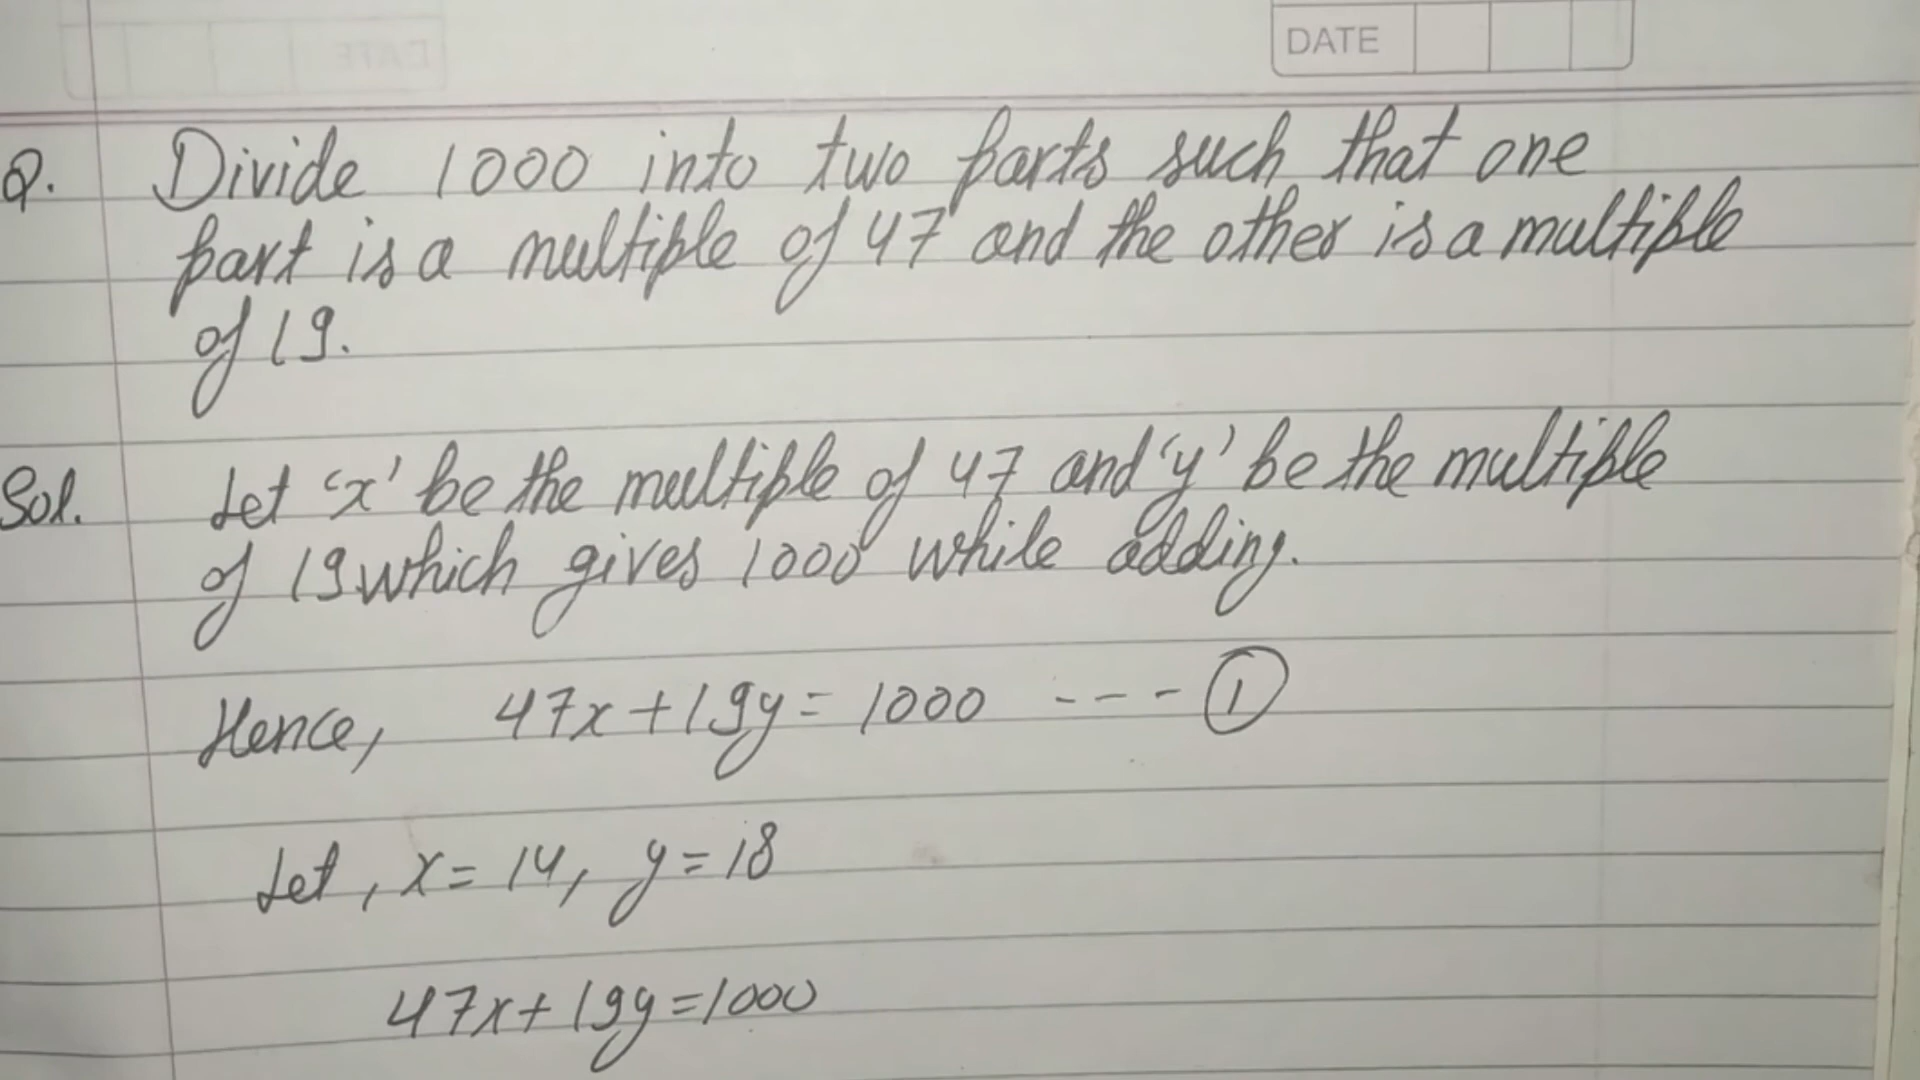 DATE
Q. Divide 1000 into two parts such that one
part is a multiple of 47 and the other is a multiple
of 19.
Sol. Let 'x' be the multiple of 47 and 'y' be the multiple
of 19 which gives 1000 while adding.
Hence, 47x+19y= 1000 --- ①
Let, x= 14, y=18
47x+19y=1000